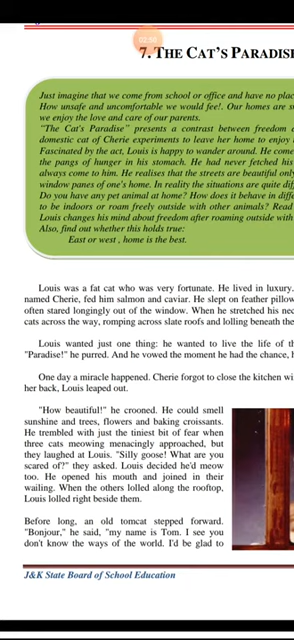 02:50
7. THE CAT'S PARADIS
Just imagine that we come from school or office and have no plac
How unsafe and uncomfortable we would fee!. Our homes are s
we enjoy the love and care of our parents.
"The Cat's Paradise" presents a contrast between freedom
domestic cat of Cherie experiments to leave her home to enjoy
Fascinated by the act, Louis is happy to wander around. He come
the pangs of hunger in his stomach. He had never fetched his
always come to him. He realises that the streets are beautiful onl
window panes of one's home. In reality the situations are quite dif
Do you have any pet animal at home? How does it behave in diffe
to be indoors or roam freely outside with other animals? Read
Louis changes his mind about freedom after roaming outside with
Also, find out whether this holds true:
East or west , home is the best.
Louis was a fat cat who was very fortunate. He lived in luxury.
named Cherie, fed him salmon and caviar. He slept on feather pillow
often stared longingly out of the window. When he stretched his nec
cats across the way, romping across slate roofs and lolling beneath the
Louis wanted just one thing: he wanted to live the life of th
"Paradise!" he purred. And he vowed the moment he had the chance, h
One day a miracle happened. Cherie forgot to close the kitchen wi
her back, Louis leaped out.
"How beautiful!" he crooned. He could smell
sunshine and trees, flowers and baking croissants.
He trembled with just the tiniest bit of fear when
three cats meowing menacingly approached, but
they laughed at Louis. "Silly goose! What are you
scared of?" they asked. Louis decided he'd meow
too. He opened his mouth and joined in their
wailing. When the others lolled along the rooftop,
Louis lolled right beside them.
Before long, an old tomcat stepped forward.
"Bonjour," he said, "my name is Tom. I see you
don't know the ways of the world. I'd be glad to
J&K State Board of School Education